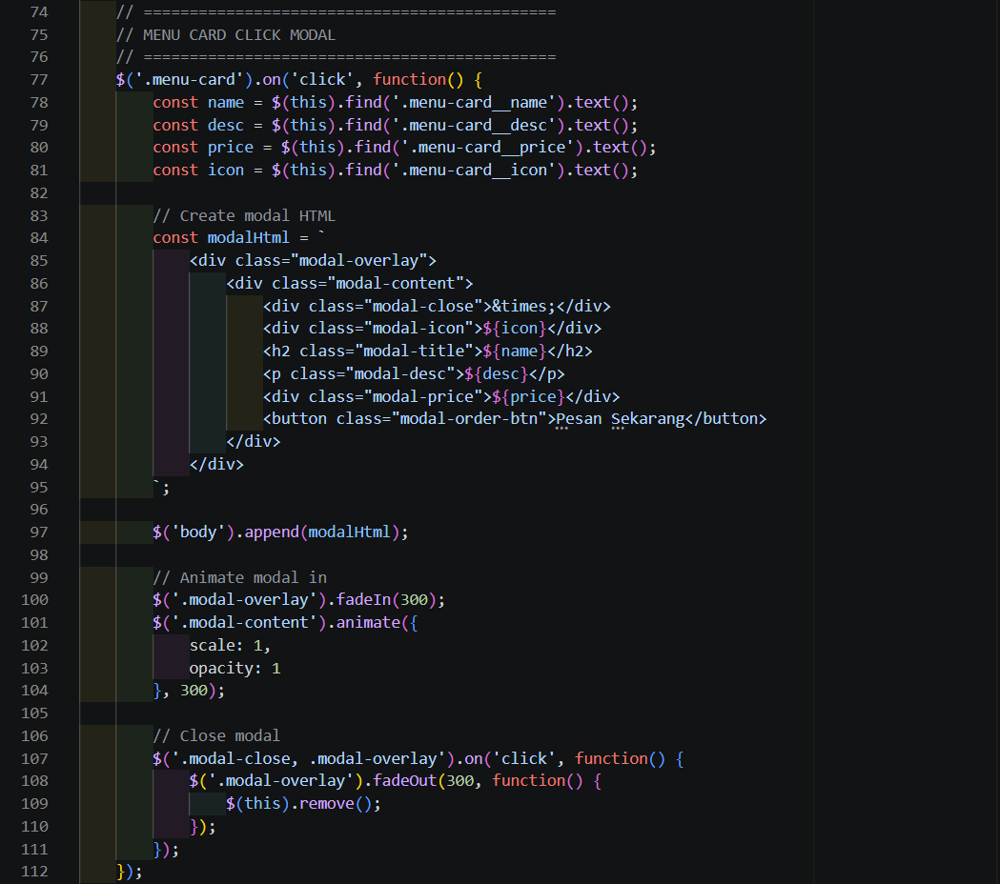 74 // =============================================
75 // MENU CARD CLICK MODAL
76 // =============================================
77 $('.menu-card').on('click', function() {
78 const name = $(this).find('.menu-card__name').text();
79 const desc = $(this).find('.menu-card__desc').text();
80 const price = $(this).find('.menu-card__price').text();
81 const icon = $(this).find('.menu-card__icon').text();
82
83 // Create modal HTML
84 const modalHtml = `
85 <div class="modal-overlay">
86 <div class="modal-content">
87 <div class="modal-close">&times;</div>
88 <div class="modal-icon">${icon}</div>
89 <h2 class="modal-title">${name}</h2>
90 <p class="modal-desc">${desc}</p>
91 <div class="modal-price">${price}</div>
92 <button class="modal-order-btn">Pesan Sekarang</button>
93 </div>
94 </div>
95 `;
96
97 $('body').append(modalHtml);
98
99 // Animate modal in
100 $('.modal-overlay').fadeIn(300);
101 $('.modal-content').animate({
102 scale: 1,
103 opacity: 1
104 }, 300);
105
106 // Close modal
107 $('.modal-close, .modal-overlay').on('click', function() {
108 $('.modal-overlay').fadeOut(300, function() {
109 $(this).remove();
110 });
111 });
112 });